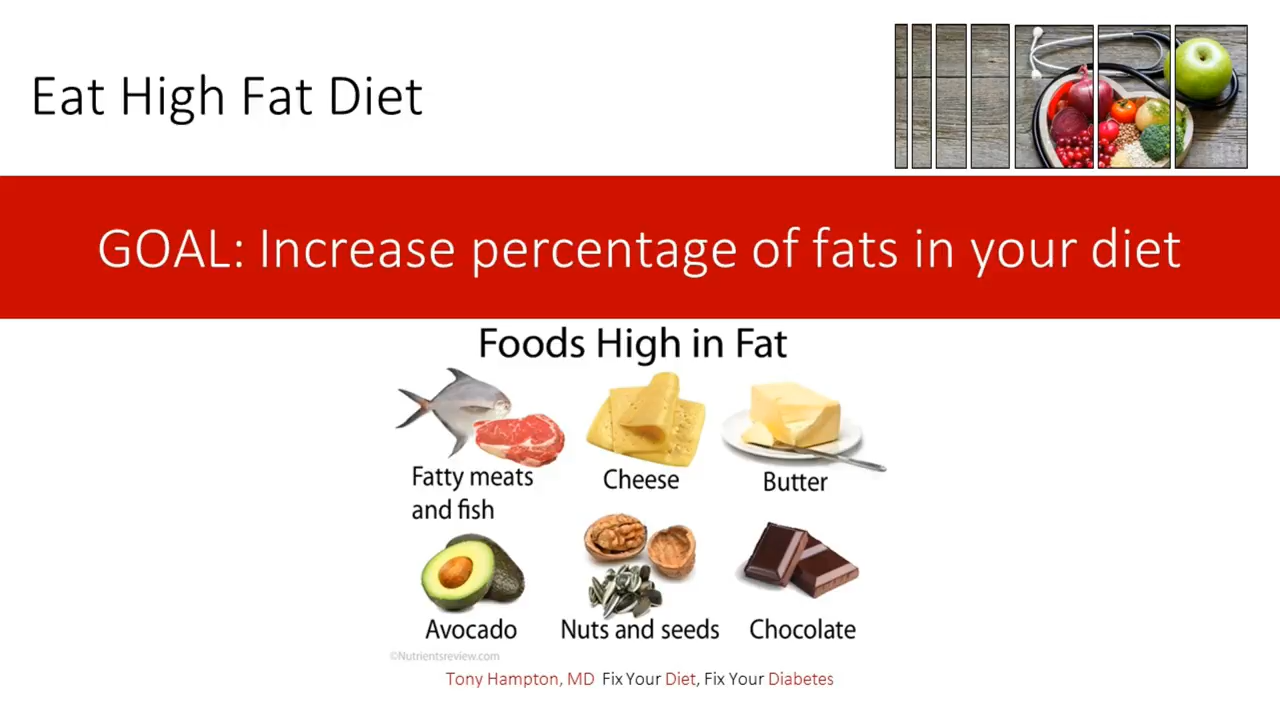 Eat High Fat Diet
GOAL: Increase percentage of fats in your diet
Foods High in Fat
Fatty meats
and fish
Cheese
Butter
Avocado
Nuts and seeds
Chocolate
©Nutrientsreview.com
Tony Hampton, MD Fix Your Diet, Fix Your Diabetes